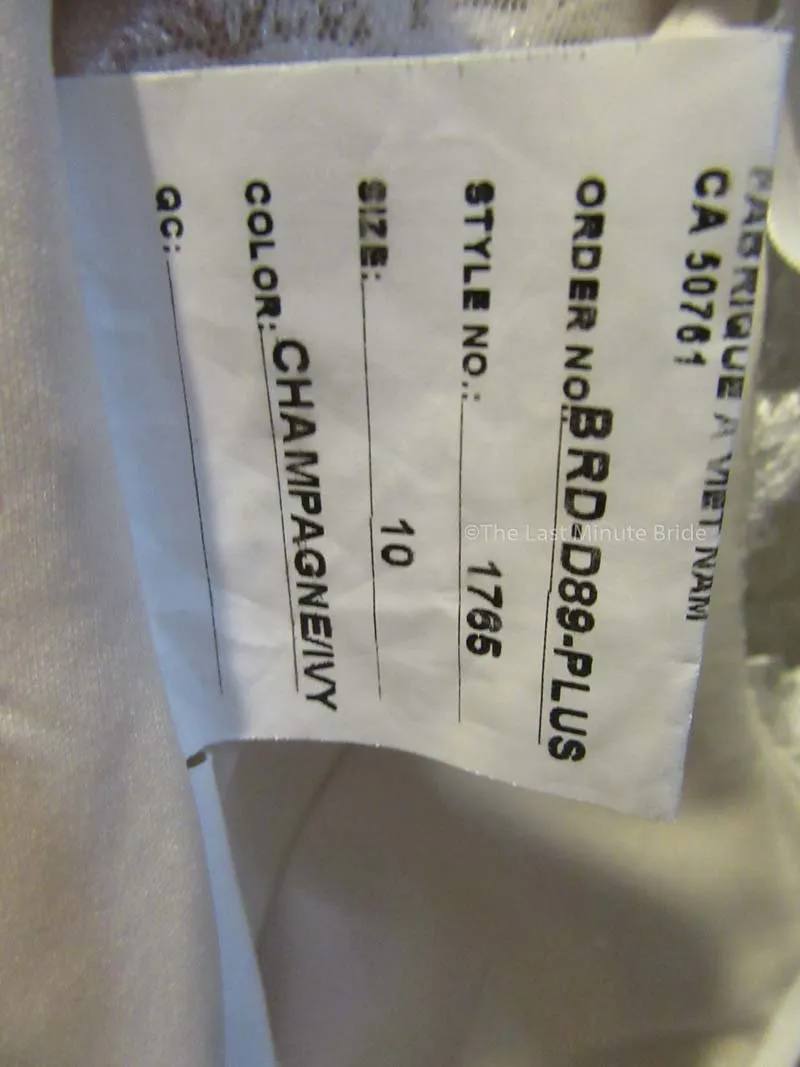 FABRIQUE A VIET NAM
CA 50761
ORDER NO.: BRD-D89-PLUS
STYLE NO.: 1765
SIZE: 10
COLOR: CHAMPAGNE/IVY
QC:
©The Last Minute Bride